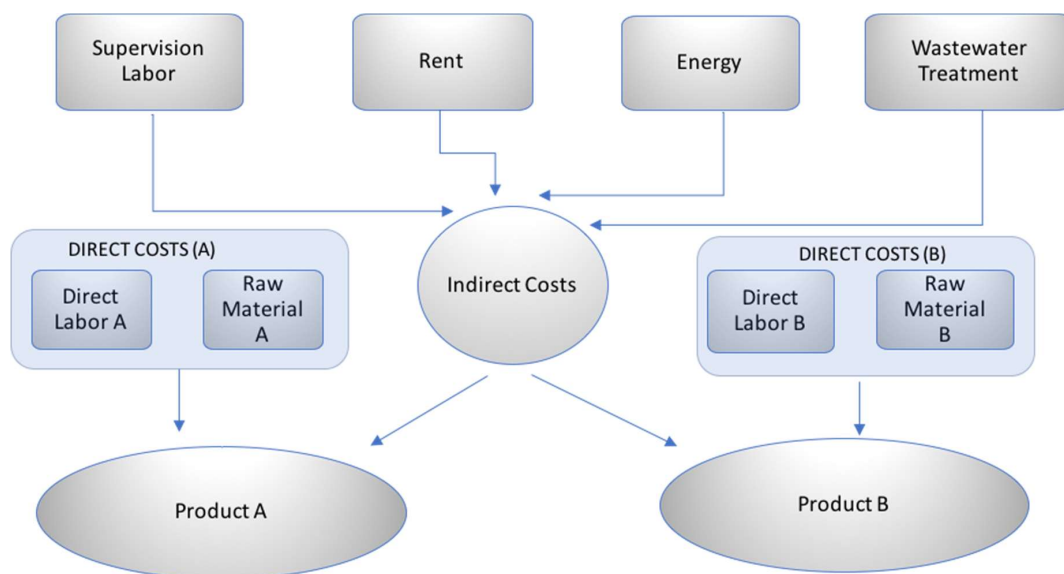 Supervision
Labor
Rent
Energy
Wastewater
Treatment
DIRECT COSTS (A)
Direct
Labor A
Raw
Material
A
Indirect Costs
DIRECT COSTS (B)
Direct
Labor B
Raw
Material
B
Product A
Product B